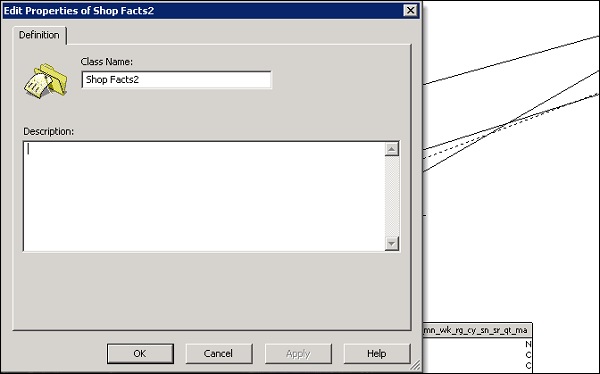 Edit Properties of Shop Facts2
Definition
Class Name:
Shop Facts2
Description:
OK
Cancel
Apply
Help
mn_wk_rg_cy_sn_sr_qt_ma
N
C
C